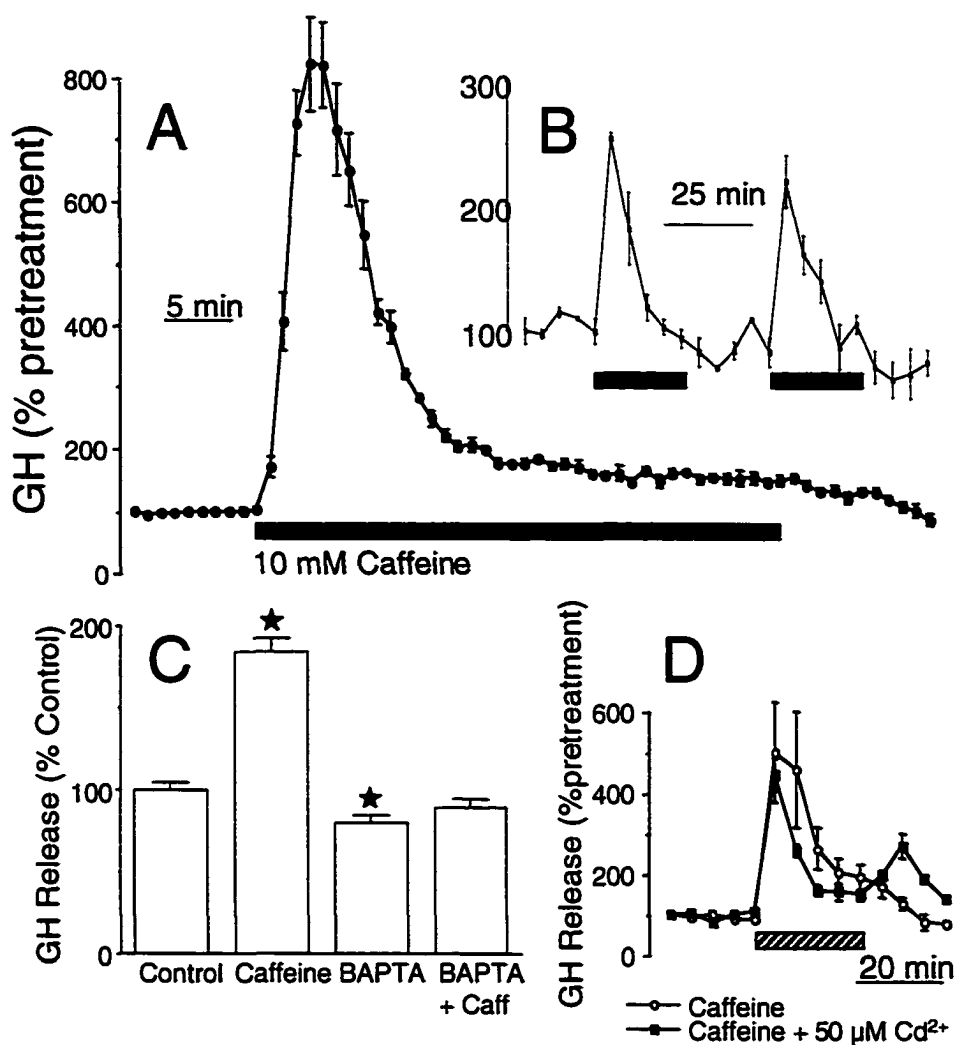 A
GH (% pretreatment)
800
600
400
200
0
5 min
10 mM Caffeine
B
300
200
100
25 min
C
GH Release (% Control)
200
100
0
Control Caffeine BAPTA BAPTA
+ Caff
D
GH Release (%pretreatment)
600
400
200
0
20 min
Caffeine
Caffeine + 50 µM Cd²⁺